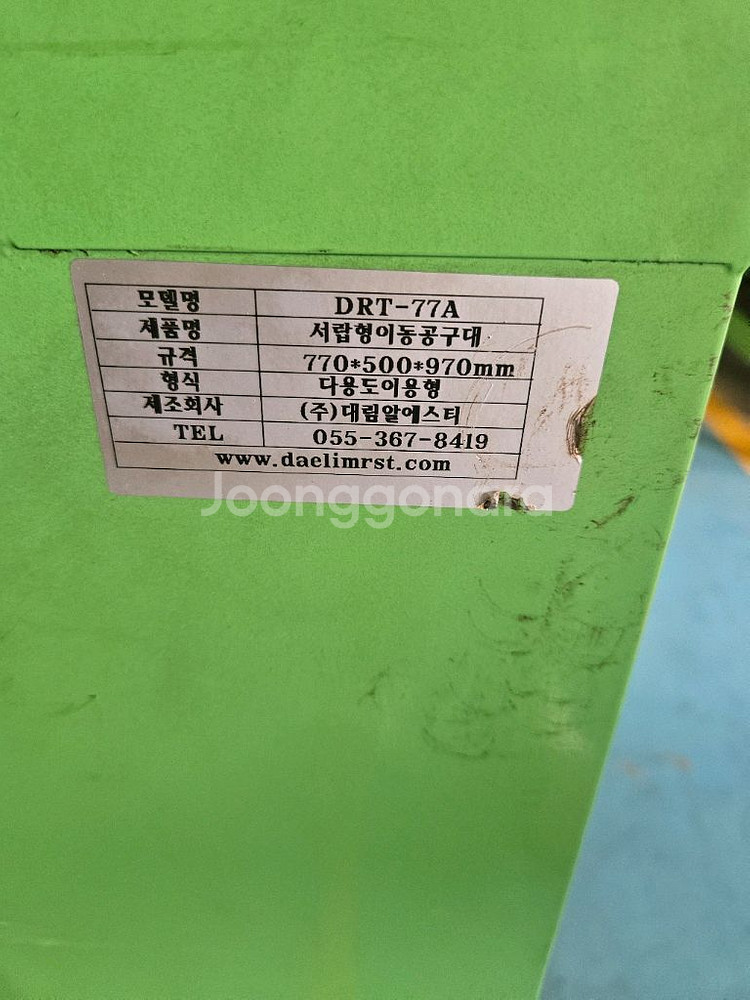 모델명 DRT-77A
제품명 서랍형이동공구대
규격 770*500*970mm
형식 다용도이용형
제조회사 (주)대림알에스티
TEL 055-367-8419
www.daelimrst.com
Joonggonara